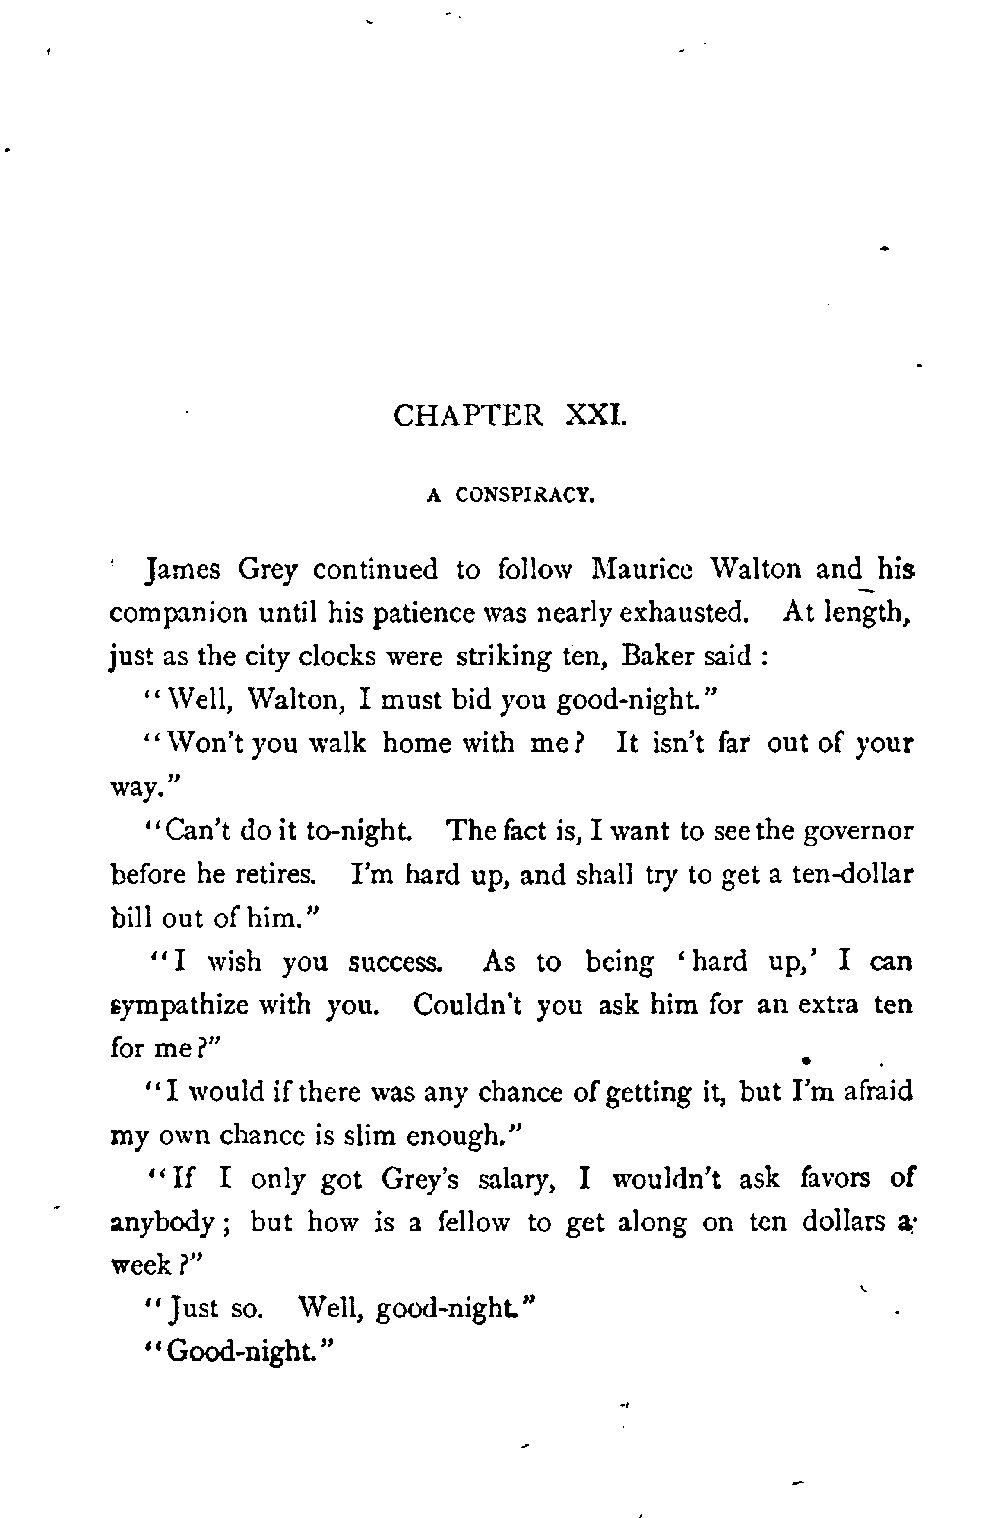 CHAPTER XXI.
A CONSPIRACY.
James Grey continued to follow Maurice Walton and his
companion until his patience was nearly exhausted. At length,
just as the city clocks were striking ten, Baker said :
“Well, Walton, I must bid you good-night.”
“Won’t you walk home with me? It isn’t far out of your
way.”
“Can’t do it to-night. The fact is, I want to see the governor
before he retires. I’m hard up, and shall try to get a ten-dollar
bill out of him.”
“I wish you success. As to being ‘hard up,’ I can
sympathize with you. Couldn’t you ask him for an extra ten
for me?”
“I would if there was any chance of getting it, but I’m afraid
my own chance is slim enough.”
“If I only got Grey’s salary, I wouldn’t ask favors of
anybody ; but how is a fellow to get along on ten dollars a
week?”
“Just so. Well, good-night.”
“Good-night.”